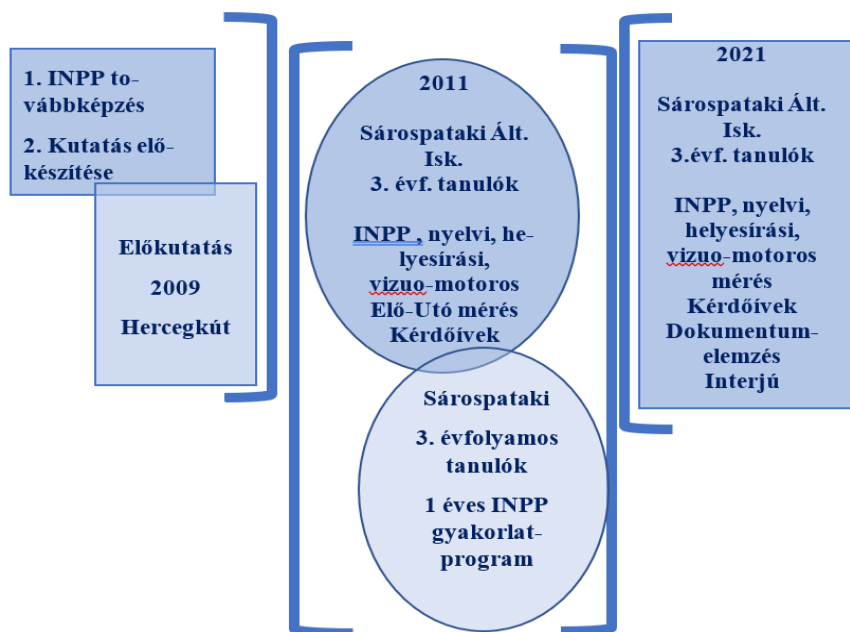 1. INPP to-
vábbképzés
2. Kutatás elő-
készítése
Előkutatás
2009
Hercegkút
2011
Sárospataki Ált.
Isk.
3. évf. tanulók
INPP , nyelvi, he-
lyesírási,
vizuo-motoros
Elő-Utó mérés
Kérdőívek
Sárospataki
3. évfolyamos
tanulók
1 éves INPP
gyakorlat-
program
2021
Sárospataki Ált.
Isk.
3.évf. tanulók
INPP, nyelvi,
helyesírási,
vizuo-motoros
mérés
Kérdőívek
Dokumentum-
elemzés
Interjú